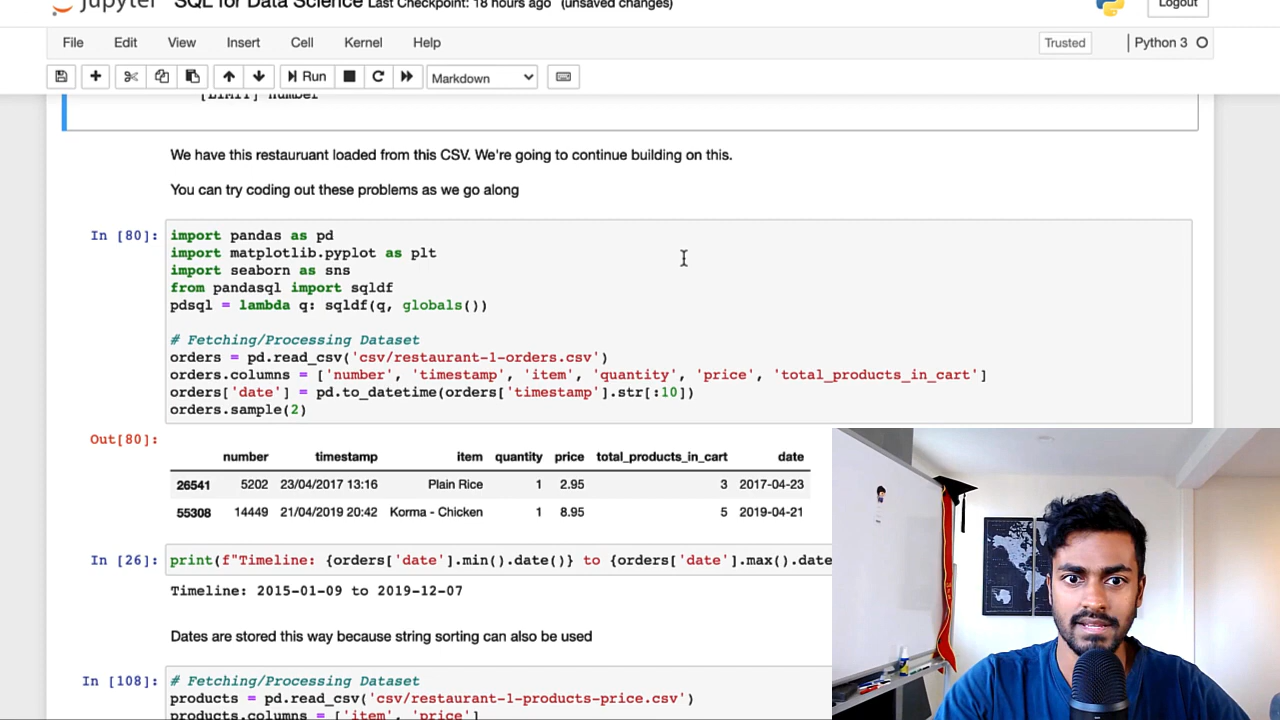 jupyter SQL for Data Science Last Checkpoint: 18 hours ago (unsaved changes)
Logout
File Edit View Insert Cell Kernel Help
Trusted
Python 3
Run
Markdown
[LIMIT] number
We have this restauruant loaded from this CSV. We're going to continue building on this.
You can try coding out these problems as we go along
In [80]:
import pandas as pd
import matplotlib.pyplot as plt
import seaborn as sns
from pandasql import sqldf
pdsql = lambda q: sqldf(q, globals())
# Fetching/Processing Dataset
orders = pd.read_csv('csv/restaurant-1-orders.csv')
orders.columns = ['number', 'timestamp', 'item', 'quantity', 'price', 'total_products_in_cart']
orders['date'] = pd.to_datetime(orders['timestamp'].str[:10])
orders.sample(2)
Out[80]:
number timestamp item quantity price total_products_in_cart date
26541 5202 23/04/2017 13:16 Plain Rice 1 2.95 3 2017-04-23
55308 14449 21/04/2019 20:42 Korma - Chicken 1 8.95 5 2019-04-21
In [26]: print(f"Timeline: {orders['date'].min().date()} to {orders['date'].max().date
Timeline: 2015-01-09 to 2019-12-07
Dates are stored this way because string sorting can also be used
In [108]: # Fetching/Processing Dataset
products = pd.read_csv('csv/restaurant-1-products-price.csv')
products.columns = ['item', 'price']